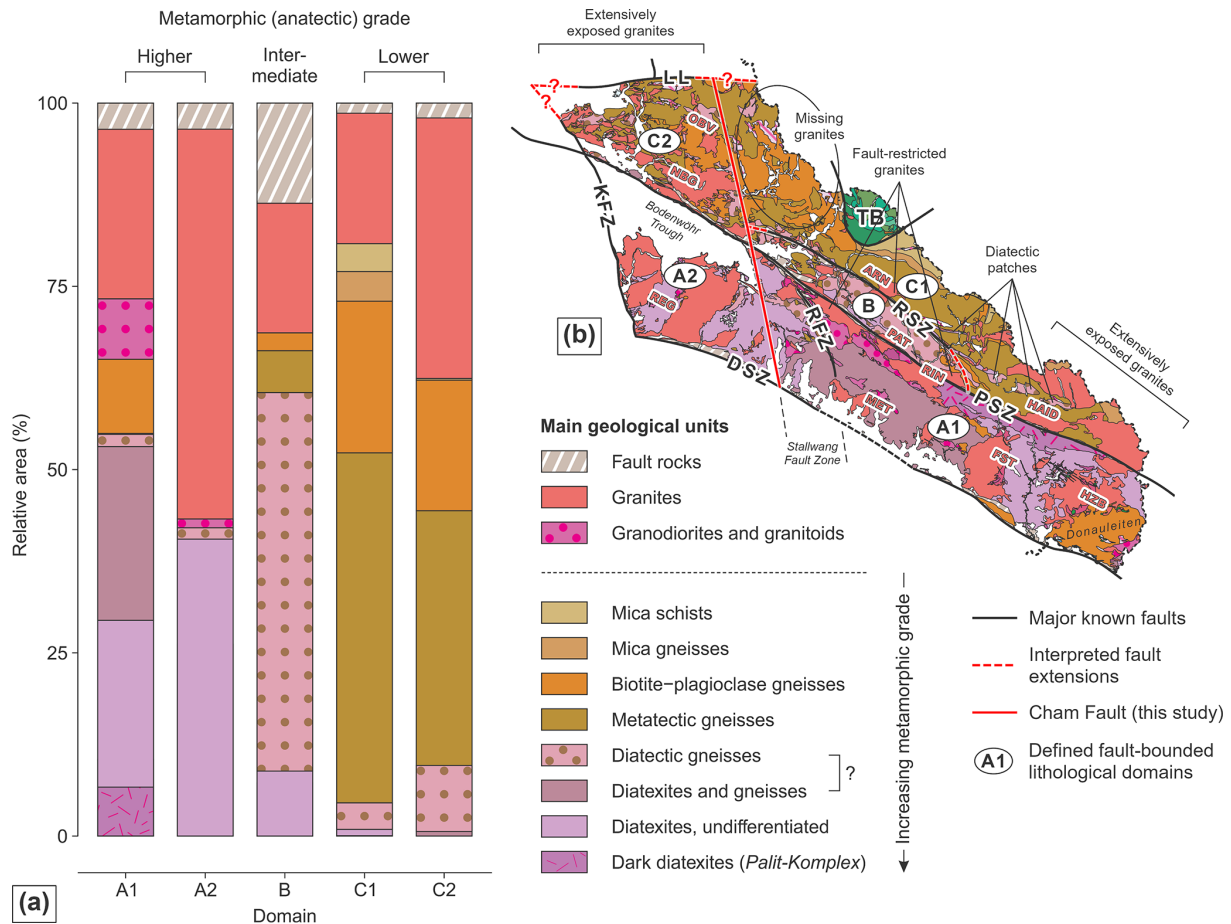 Metamorphic (anatectic) grade
Higher
Inter-
mediate
Lower
100
75
50
25
0
Relative area (%)
A1
A2
B
C1
C2
Domain
(a)
Extensively
exposed granites
?
?
L L
?
Missing
granites
OBV
C2
Fault-restricted
granites
NBG
K-F-Z
TB
Bodenwöhr
Trough
Diatectic
patches
ARN
C1
A2
REG
B
R S Z
(b)
R F Z
PAT
Extensively
exposed granites
RIN
D S Z
P S Z
HAID
MET
A1
Stallwang
Fault Zone
FST
HZB
Donauleiten
Main geological units
Fault rocks
Granites
Granodiorites and granitoids
Mica schists
Mica gneisses
Biotite−plagioclase gneisses
Metatectic gneisses
Diatectic gneisses
?
Diatexites and gneisses
Diatexites, undifferentiated
Dark diatexites (Palit-Komplex)
Increasing metamorphic grade
Major known faults
Interpreted fault
extensions
Cham Fault (this study)
A1
Defined fault-bounded
lithological domains